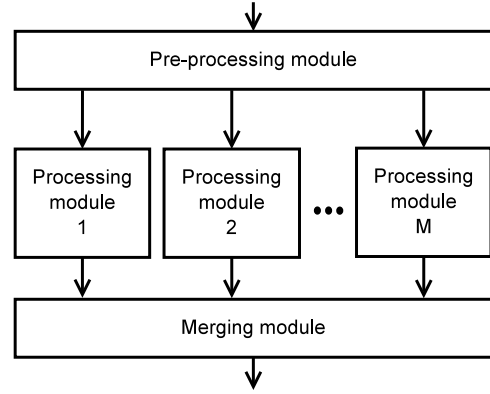 Pre-processing module
Processing
module
1
Processing
module
2
•••
Processing
module
M
Merging module